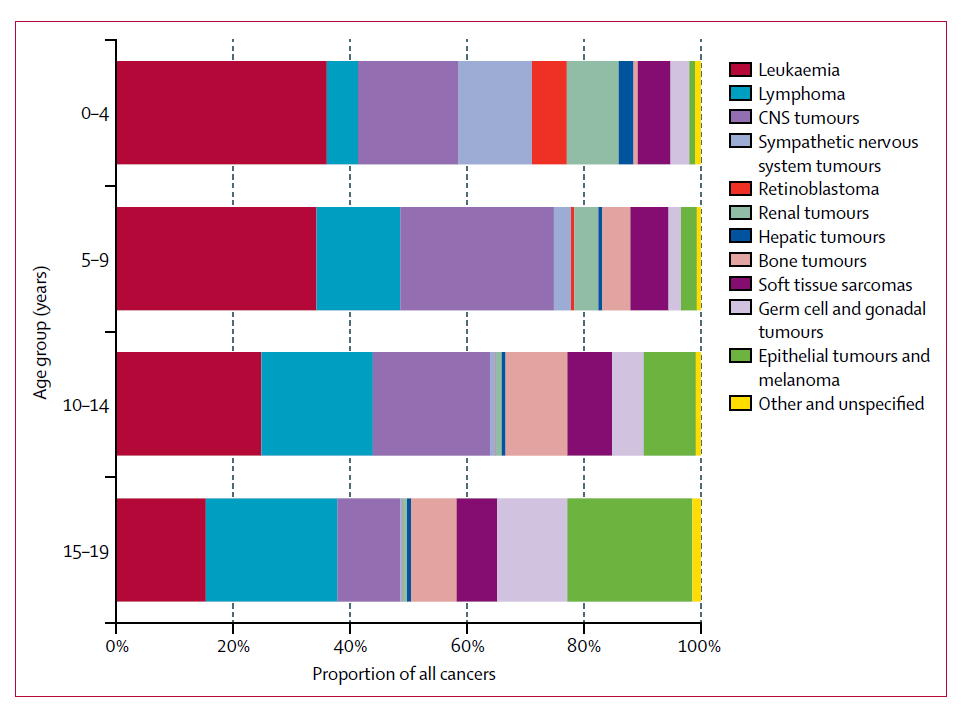 0–4
5–9
10–14
15–19
Age group (years)
0%
20%
40%
60%
80%
100%
Proportion of all cancers
Leukaemia
Lymphoma
CNS tumours
Sympathetic nervous
system tumours
Retinoblastoma
Renal tumours
Hepatic tumours
Bone tumours
Soft tissue sarcomas
Germ cell and gonadal
tumours
Epithelial tumours and
melanoma
Other and unspecified